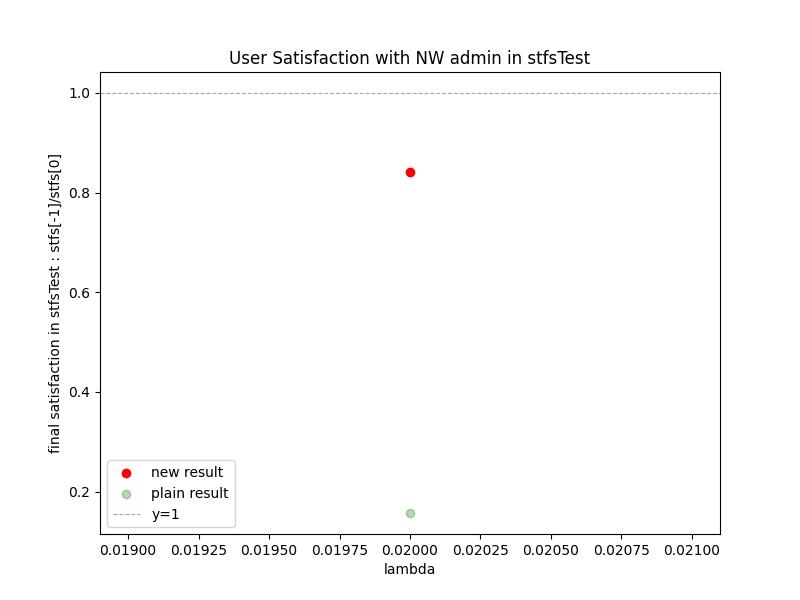 User Satisfaction with NW admin in stfsTest
final satisfaction in stfsTest : stfs[-1]/stfs[0]
1.0
0.8
0.6
0.4
0.2
new result
plain result
y=1
0.01900 0.01925 0.01950 0.01975 0.02000 0.02025 0.02050 0.02075 0.02100
lambda